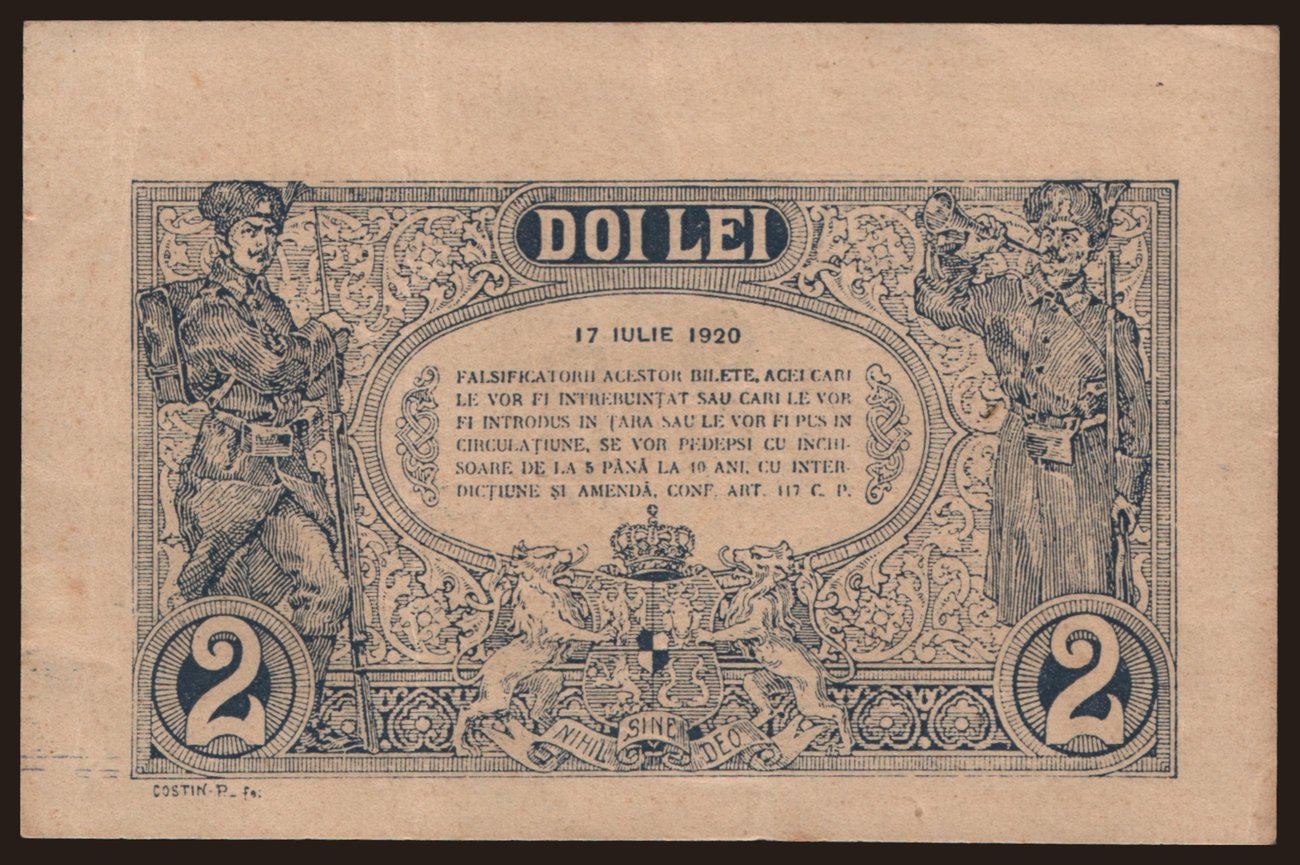 DOI LEI
17 IULIE 1920
FALSIFICATORII ACESTOR BILETE, ACEI CARI
LE VOR FI INTREBUINȚAT SAU CARI LE VOR
FI INTRODUS IN ȚARA SAU LE VOR FI PUS IN
CIRCULAȚIUNE, SE VOR PEDEPSI CU INCHI-
SOARE DE LA 5 PÂNĂ LA 10 ANI, CU INTER-
DICȚIUNE ȘI AMENDĂ, CONF. ART. 117 C. P.
2
2
NIHIL SINE DEO
COSTIN·P_ fe: